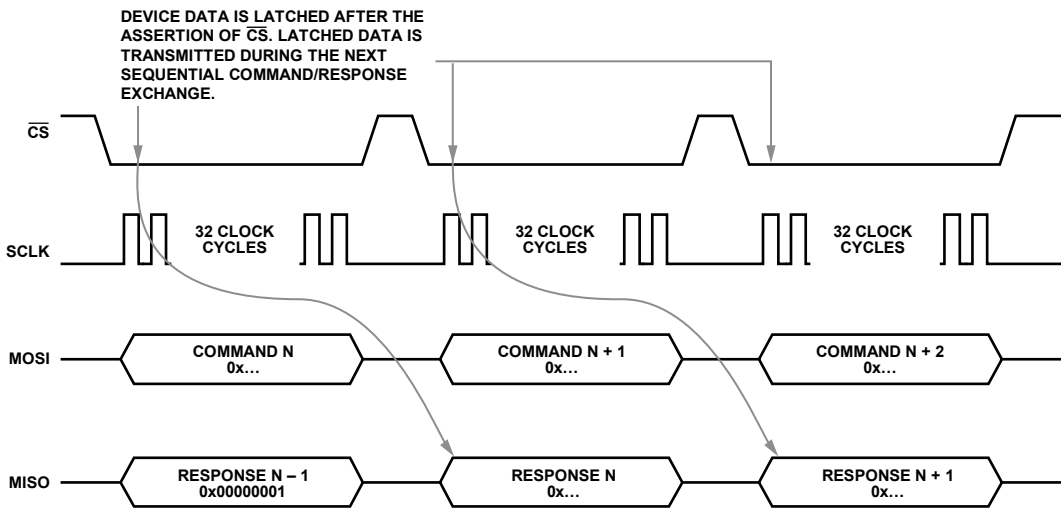 DEVICE DATA IS LATCHED AFTER THE
ASSERTION OF CS. LATCHED DATA IS
TRANSMITTED DURING THE NEXT
SEQUENTIAL COMMAND/RESPONSE
EXCHANGE.
CS
SCLK
32 CLOCK
CYCLES
32 CLOCK
CYCLES
32 CLOCK
CYCLES
MOSI
COMMAND N
0x...
COMMAND N + 1
0x...
COMMAND N + 2
0x...
MISO
RESPONSE N – 1
0x00000001
RESPONSE N
0x...
RESPONSE N + 1
0x...